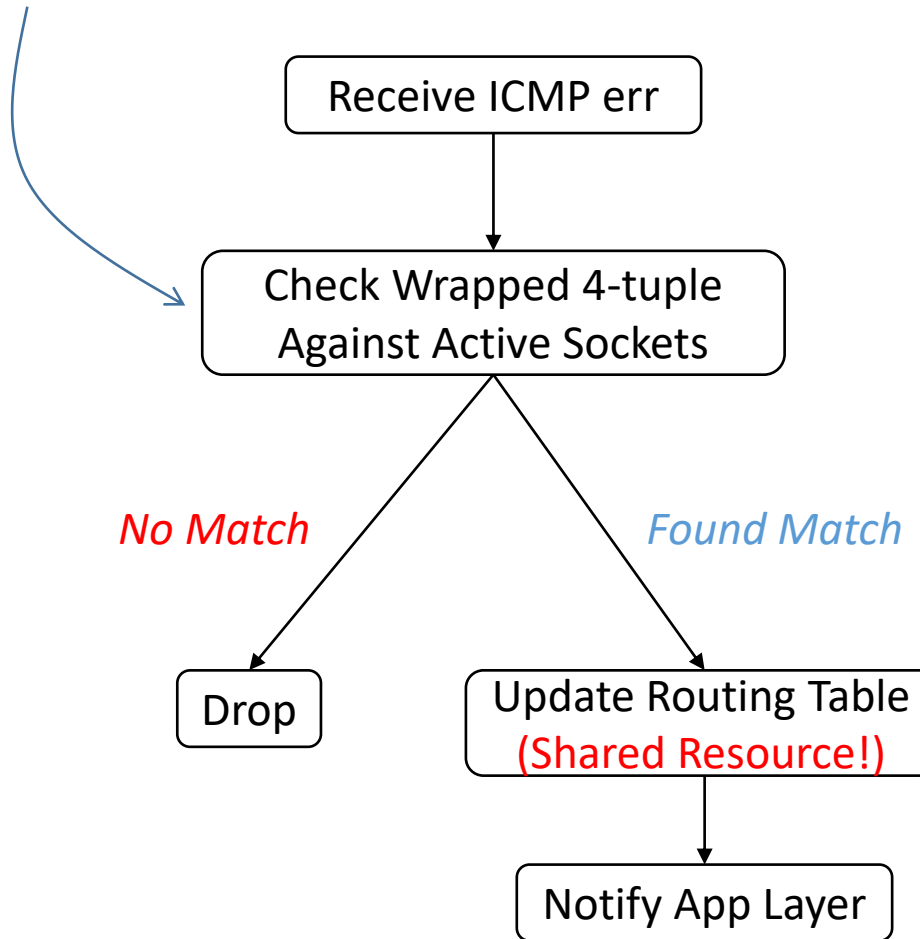 Receive ICMP err
Check Wrapped 4-tuple
Against Active Sockets
No Match
Found Match
Drop
Update Routing Table
(Shared Resource!)
Notify App Layer